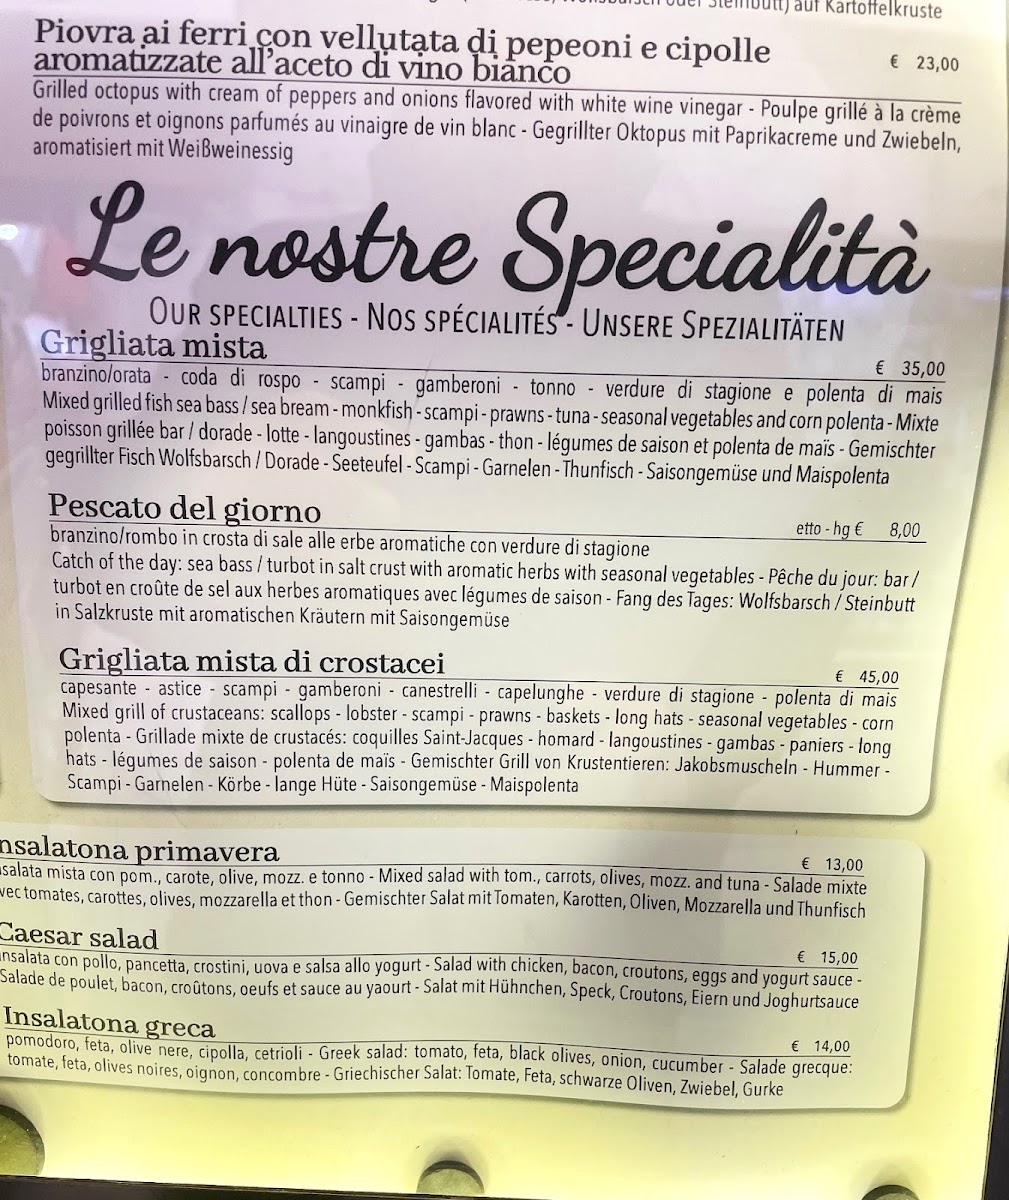 auf Kartoffelkruste
Piovra ai ferri con vellutata di pepeoni e cipolle
aromatizzate all'aceto di vino bianco
€ 23,00
Grilled octopus with cream of peppers and onions flavored with white wine vinegar - Poulpe grillé à la crème
de poivrons et oignons parfumés au vinaigre de vin blanc - Gegrillter Oktopus mit Paprikacreme und Zwiebeln,
aromatisiert mit Weißweinessig
Le nostre Specialità
OUR SPECIALTIES - NOS SPÉCIALITÉS - UNSERE SPEZIALITÄTEN
Grigliata mista € 35,00
branzino/orata - coda di rospo - scampi - gamberoni - tonno - verdure di stagione e polenta di mais
Mixed grilled fish sea bass / sea bream - monkfish - scampi - prawns - tuna - seasonal vegetables and corn polenta - Mixte
poisson grillée bar / dorade - lotte - langoustines - gambas - thon - légumes de saison et polenta de maïs - Gemischter
gegrillter Fisch Wolfsbarsch / Dorade - Seeteufel - Scampi - Garnelen - Thunfisch - Saisongemüse und Maispolenta
Pescato del giorno etto - hg € 8,00
branzino/rombo in crosta di sale alle erbe aromatiche con verdure di stagione
Catch of the day: sea bass / turbot in salt crust with aromatic herbs with seasonal vegetables - Pêche du jour: bar /
turbot en croûte de sel aux herbes aromatiques avec légumes de saison - Fang des Tages: Wolfsbarsch / Steinbutt
in Salzkruste mit aromatischen Kräutern mit Saisongemüse
Grigliata mista di crostacei € 45,00
capesante - astice - scampi - gamberoni - canestrelli - capelunghe - verdure di stagione - polenta di mais
Mixed grill of crustaceans: scallops - lobster - scampi - prawns - baskets - long hats - seasonal vegetables - corn
polenta - Grillade mixte de crustacés: coquilles Saint-Jacques - homard - langoustines - gambas - paniers - long
hats - légumes de saison - polenta de maïs - Gemischter Grill von Krustentieren: Jakobsmuscheln - Hummer -
Scampi - Garnelen - Körbe - lange Hüte - Saisongemüse - Maispolenta
nsalatona primavera € 13,00
salata mista con pom., carote, olive, mozz. e tonno - Mixed salad with tom., carrots, olives, mozz. and tuna - Salade mixte
vec tomates, carottes, olives, mozzarella et thon - Gemischter Salat mit Tomaten, Karotten, Oliven, Mozzarella und Thunfisch
Caesar salad € 15,00
nsalata con pollo, pancetta, crostini, uova e salsa allo yogurt - Salad with chicken, bacon, croutons, eggs and yogurt sauce -
Salade de poulet, bacon, croûtons, oeufs et sauce au yaourt - Salat mit Hühnchen, Speck, Croutons, Eiern und Joghurtsauce
Insalatona greca € 14,00
pomodoro, feta, olive nere, cipolla, cetrioli - Greek salad: tomato, feta, black olives, onion, cucumber - Salade grecque:
tomate, feta, olives noires, oignon, concombre - Griechischer Salat: Tomate, Feta, schwarze Oliven, Zwiebel, Gurke